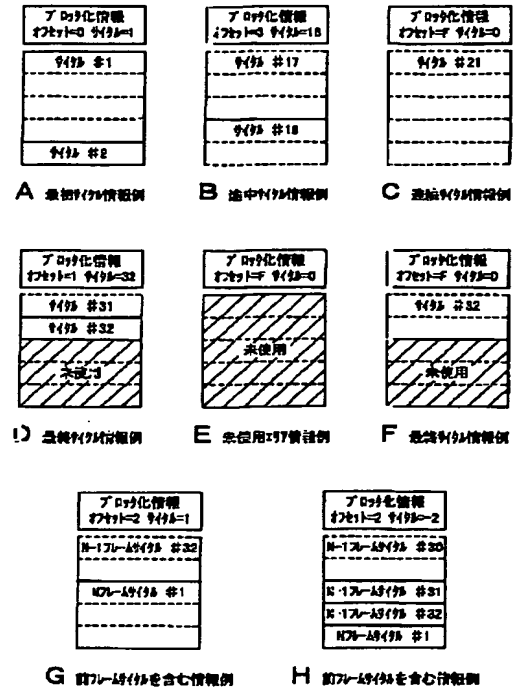 ブロック化情報
オフセット=0 サイクル=1
サイクル #1
サイクル #2
A 最初サイクル情報例
ブロック化情報
オフセット=3 サイクル=18
サイクル #17
サイクル #18
B 途中サイクル情報例
ブロック化情報
オフセット=F サイクル=0
サイクル #21
C 連続サイクル情報例
ブロック化情報
オフセット=1 サイクル=32
サイクル #31
サイクル #32
未使用
D 最終サイクル情報例
ブロック化情報
オフセット=F サイクル=0
未使用
E 未使用エリア情報例
ブロック化情報
オフセット=F サイクル=0
サイクル #32
未使用
F 最終サイクル情報例
ブロック化情報
オフセット=2 サイクル=1
N-1フレームサイクル #32
Nフレームサイクル #1
G 前フレームサイクルを含む情報例
ブロック化情報
オフセット=2 サイクル=-2
N-1フレームサイクル #30
N-1フレームサイクル #31
N-1フレームサイクル #32
Nフレームサイクル #1
H 前フレームサイクルを含む情報例